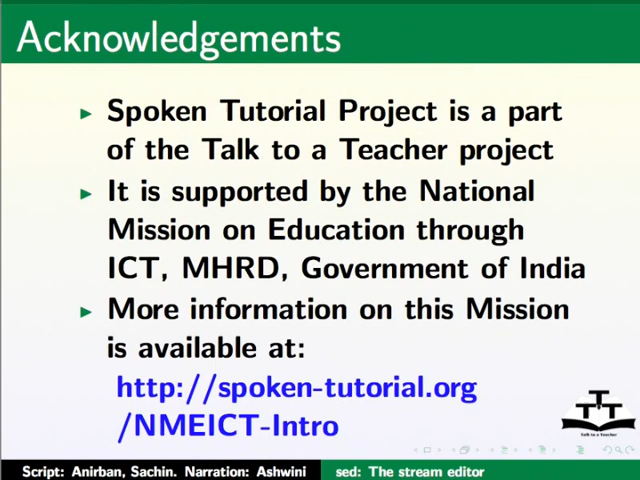 Acknowledgements
Spoken Tutorial Project is a part
of the Talk to a Teacher project
It is supported by the National
Mission on Education through
ICT, MHRD, Government of India
More information on this Mission
is available at:
http://spoken-tutorial.org
/NMEICT-Intro
TTT
Talk to a Teacher
Script: Anirban, Sachin. Narration: Ashwini
sed: The stream editor